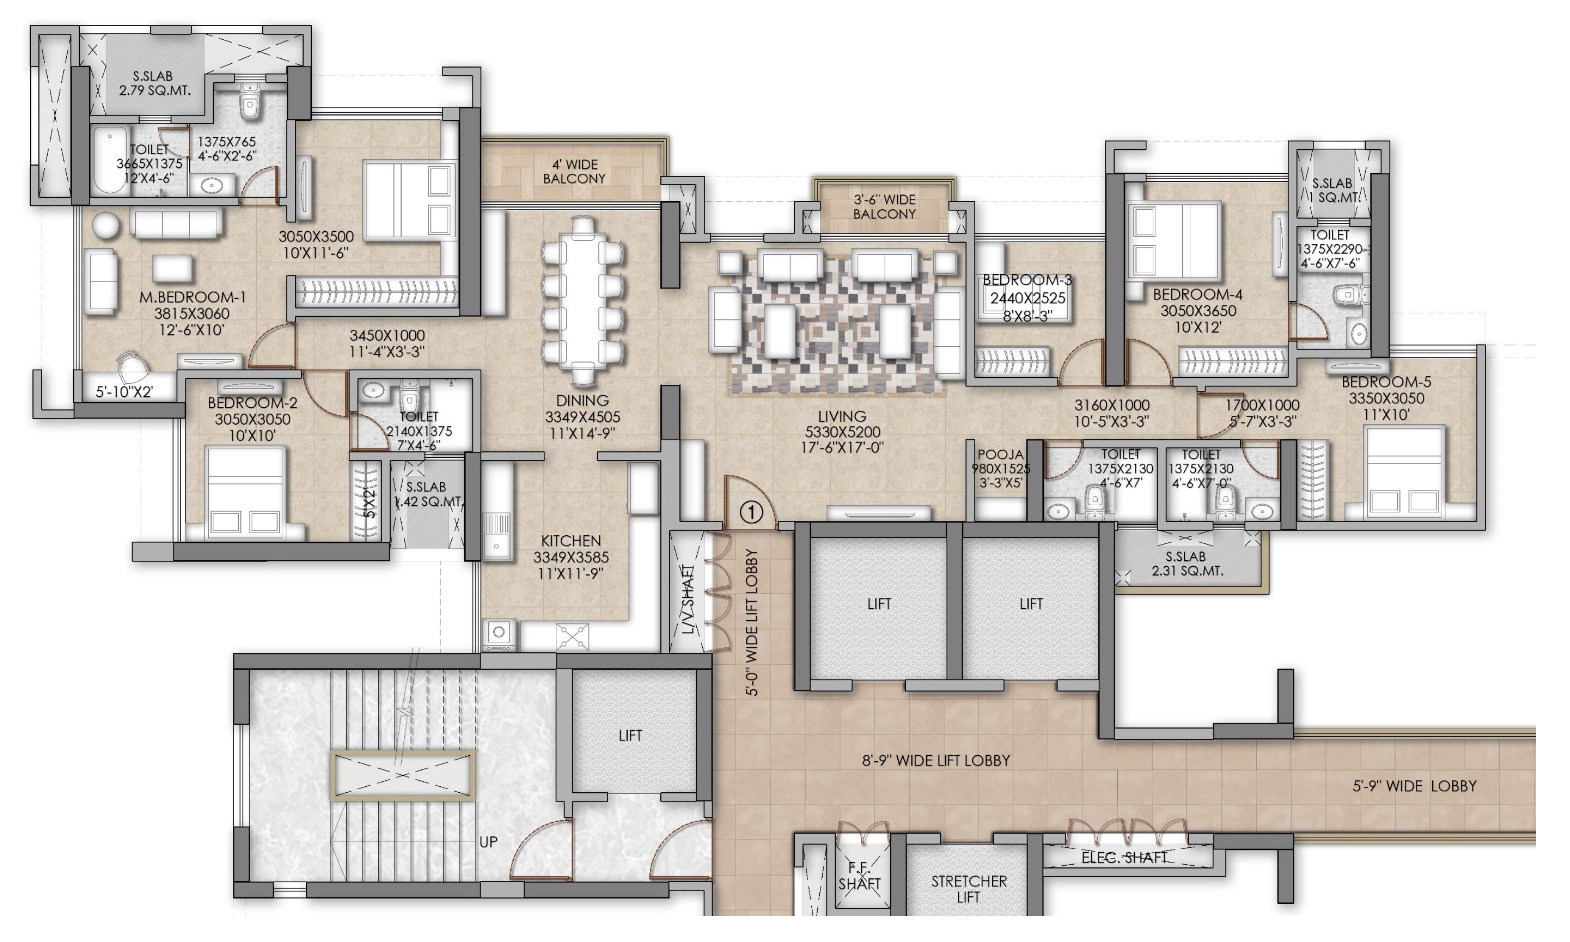 S.SLAB
2.79 SQ.MT.
TOILET
3665X1375
12'X4'-6"
1375X765
4'-6"X2'-6"
3050X3500
10'X11'-6"
M.BEDROOM-1
3815X3060
12'-6"X10'
5'-10"X2'
3450X1000
11'-4"X3'-3"
BEDROOM-2
3050X3050
10'X10'
TOILET
2140X1375
7'X4'-6"
5'X2'
S.SLAB
1.42 SQ.MT.
4' WIDE
BALCONY
DINING
3349X4505
11'X14'-9"
KITCHEN
3349X3585
11'X11'-9"
3'-6" WIDE
BALCONY
LIVING
5330X5200
17'-6"X17'-0"
BEDROOM-3
2440X2525
8'X8'-3"
BEDROOM-4
3050X3650
10'X12'
S.SLAB
1 SQ.MT.
TOILET
1375X2290
4'-6"X7'-6"
BEDROOM-5
3350X3050
11'X10'
3160X1000
10'-5"X3'-3"
1700X1000
5'-7"X3'-3"
POOJA
980X1525
3'-3"X5'
TOILET
1375X2130
4'-6"X7'
TOILET
1375X2130
4'-6"X7'-0"
S.SLAB
2.31 SQ.MT.
1
L/V SHAFT
5'-0" WIDE LIFT LOBBY
LIFT
LIFT
LIFT
UP
8'-9" WIDE LIFT LOBBY
5'-9" WIDE LOBBY
F.F.
SHAFT
STRETCHER
LIFT
ELEC. SHAFT